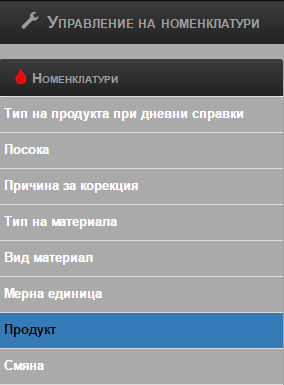 Управление на номенклатури
Номенклатури
Тип на продукта при дневни справки
Посока
Причина за корекция
Тип на материала
Вид материал
Мерна единица
Продукт
Смяна